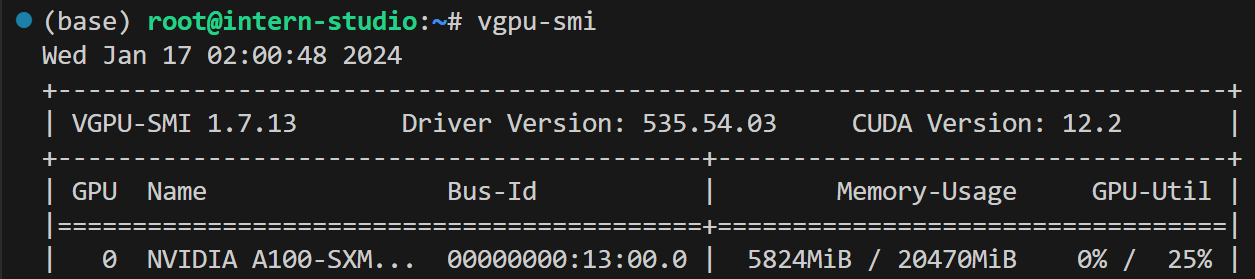 (base) root@intern-studio:~# vgpu-smi
Wed Jan 17 02:00:48 2024
+------------------------------------------------------------------------------+
| VGPU-SMI 1.7.13       Driver Version: 535.54.03     CUDA Version: 12.2       |
+-------------------------------------------+----------------------------------+
| GPU  Name                Bus-Id           |        Memory-Usage     GPU-Util |
|===========================================+==================================|
|   0  NVIDIA A100-SXM...  00000000:13:00.0 |  5824MiB / 20470MiB    0% /  25% |